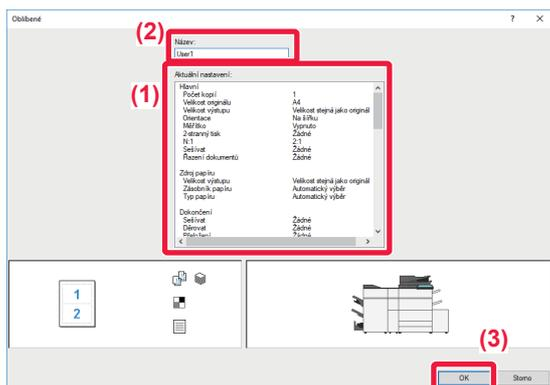 Oblíbené ? ×
(2)
Název:
User1
(1)
Aktuální nastavení:
Hlavní
Počet kopií 1
Velikost originálu A4
Velikost výstupu Velikost stejná jako originál
Orientace Na šířku
Měřítko Vypnuto
2-stranný tisk Žádné
N:1 2:1
Sešívat Žádné
Řazení dokumentů Žádné
Zdroj papíru
Velikost výstupu Velikost stejná jako originál
Zásobník papíru Automatický výběr
Typ papíru Automatický výběr
Dokončení
Sešívat Žádné
Děrovat Žádné
Přeložení Žádné
1
2
(3)
OK Storno